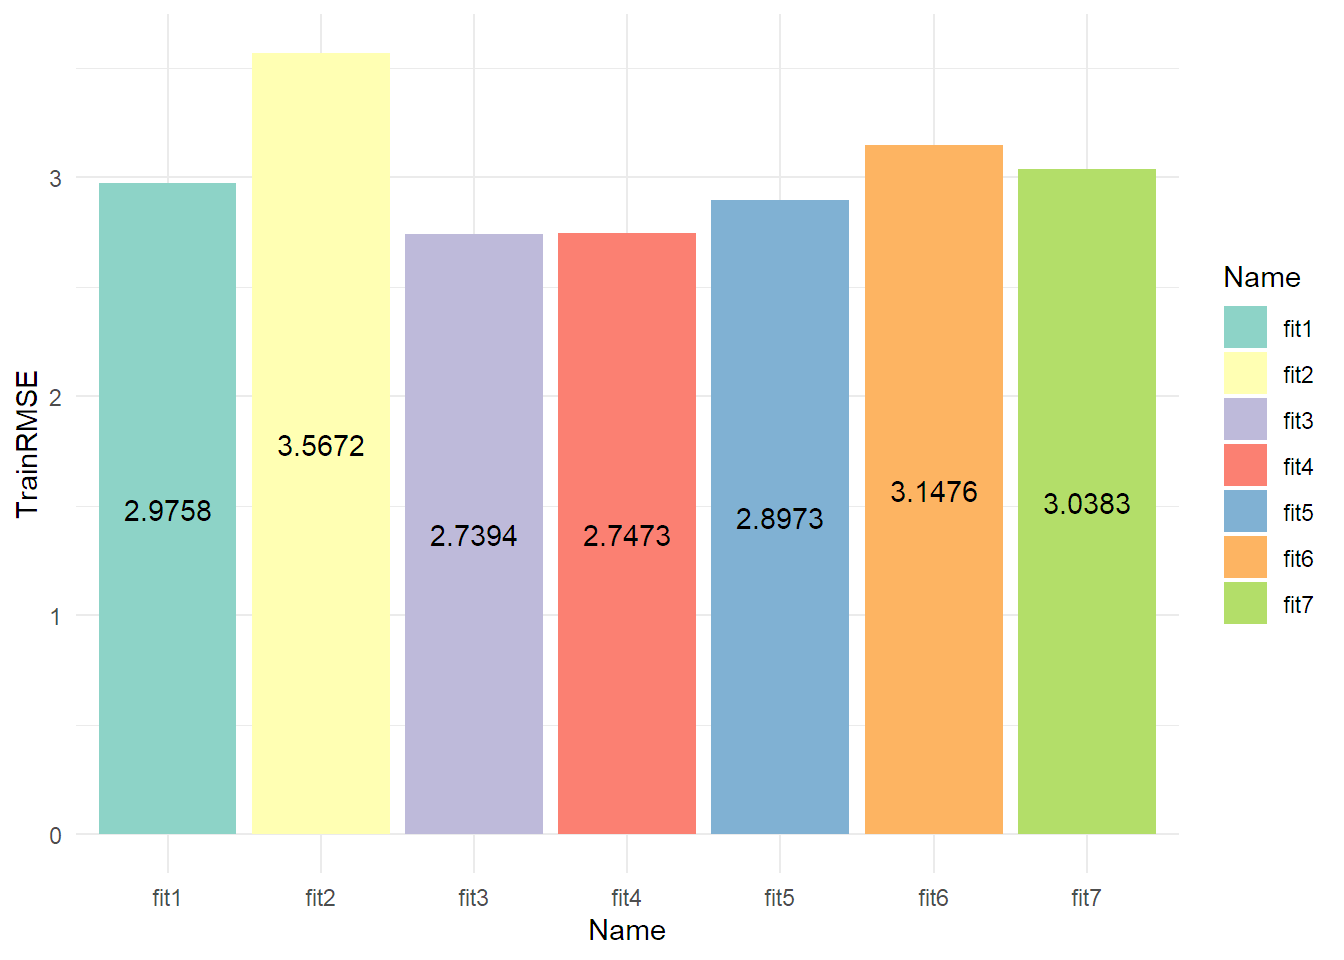 TrainRMSE
3
2
1
0
2.9758
3.5672
2.7394
2.7473
2.8973
3.1476
3.0383
fit1 fit2 fit3 fit4 fit5 fit6 fit7
Name
Name
fit1
fit2
fit3
fit4
fit5
fit6
fit7